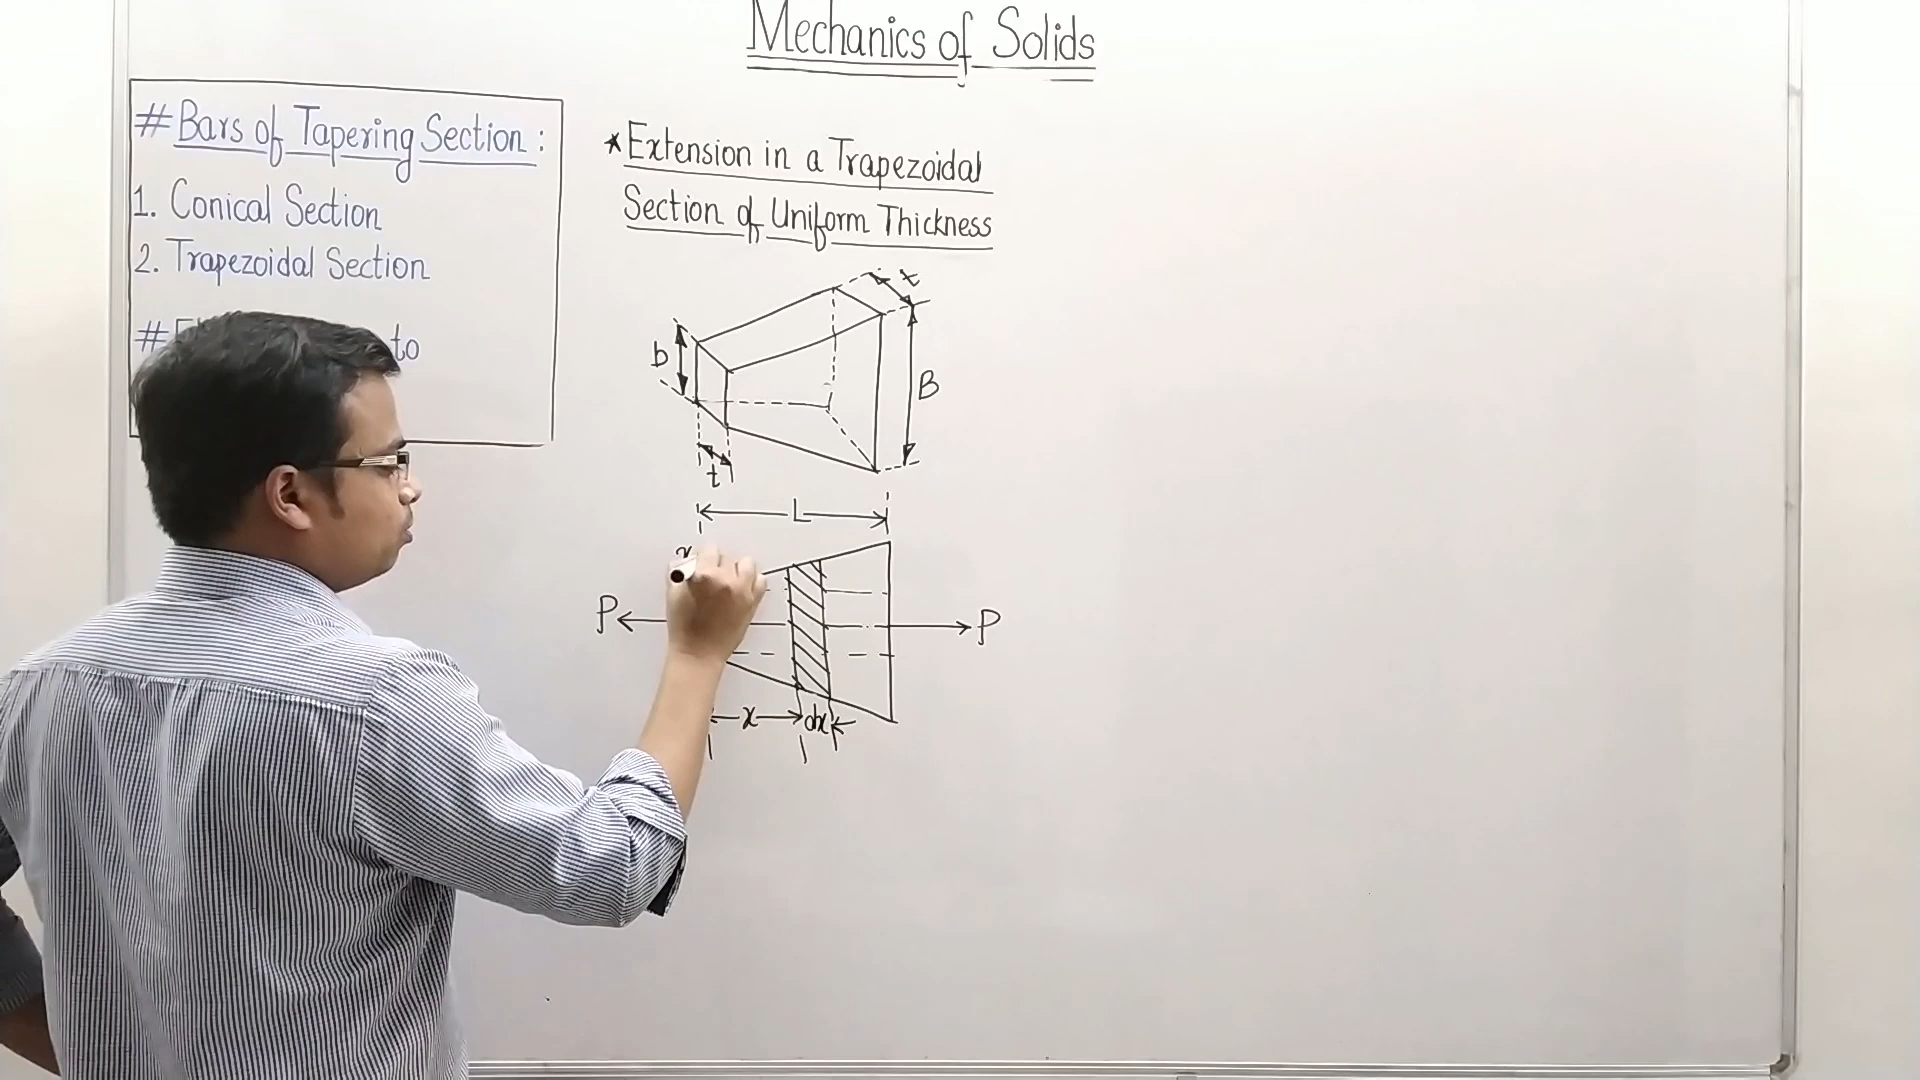 Mechanics of Solids
# Bars of Tapering Section :
1. Conical Section
2. Trapezoidal Section
# to
* Extension in a Trapezoidal
Section of Uniform Thickness
t
b
B
t
L
x
P
P
x
dx